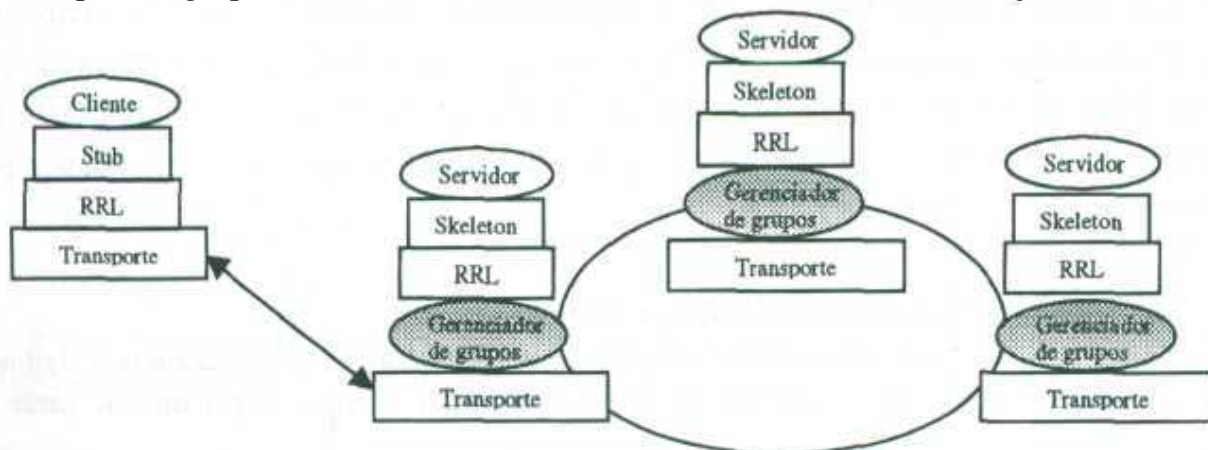 Cliente
Stub
RRL
Transporte
Servidor
Skeleton
RRL
Gerenciador
de grupos
Transporte
Servidor
Skeleton
RRL
Gerenciador
de grupos
Transporte
Servidor
Skeleton
RRL
Gerenciador
de grupos
Transporte